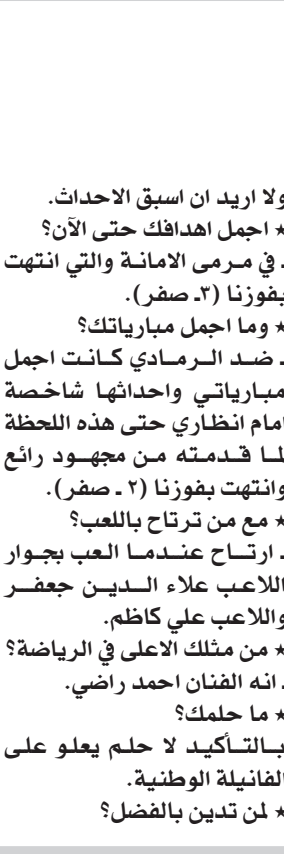 ولا اريد ان اسبق الاحداث.
* اجمل اهدافك حتى الآن؟
ـ في مرمى الامانة والتي انتهت
بفوزنا (٣ـ صفر).
* وما اجمل مبارياتك؟
ـ ضد الرمادي كانت اجمل
مبارياتي واحداثها شاخصة
امام انظاري حتى هذه اللحظة
لما قدمته من مجهود رائع
وانتهت بفوزنا (٢ ـ صفر).
* مع من ترتاح باللعب؟
ـ ارتاح عندما العب بجوار
اللاعب علاء الدين جعفر
واللاعب علي كاظم.
* من مثلك الاعلى في الرياضة؟
ـ انه الفنان احمد راضي.
* ما حلمك؟
بالتأكيد لا حلم يعلو على
الفانيلة الوطنية.
* لمن تدين بالفضل؟